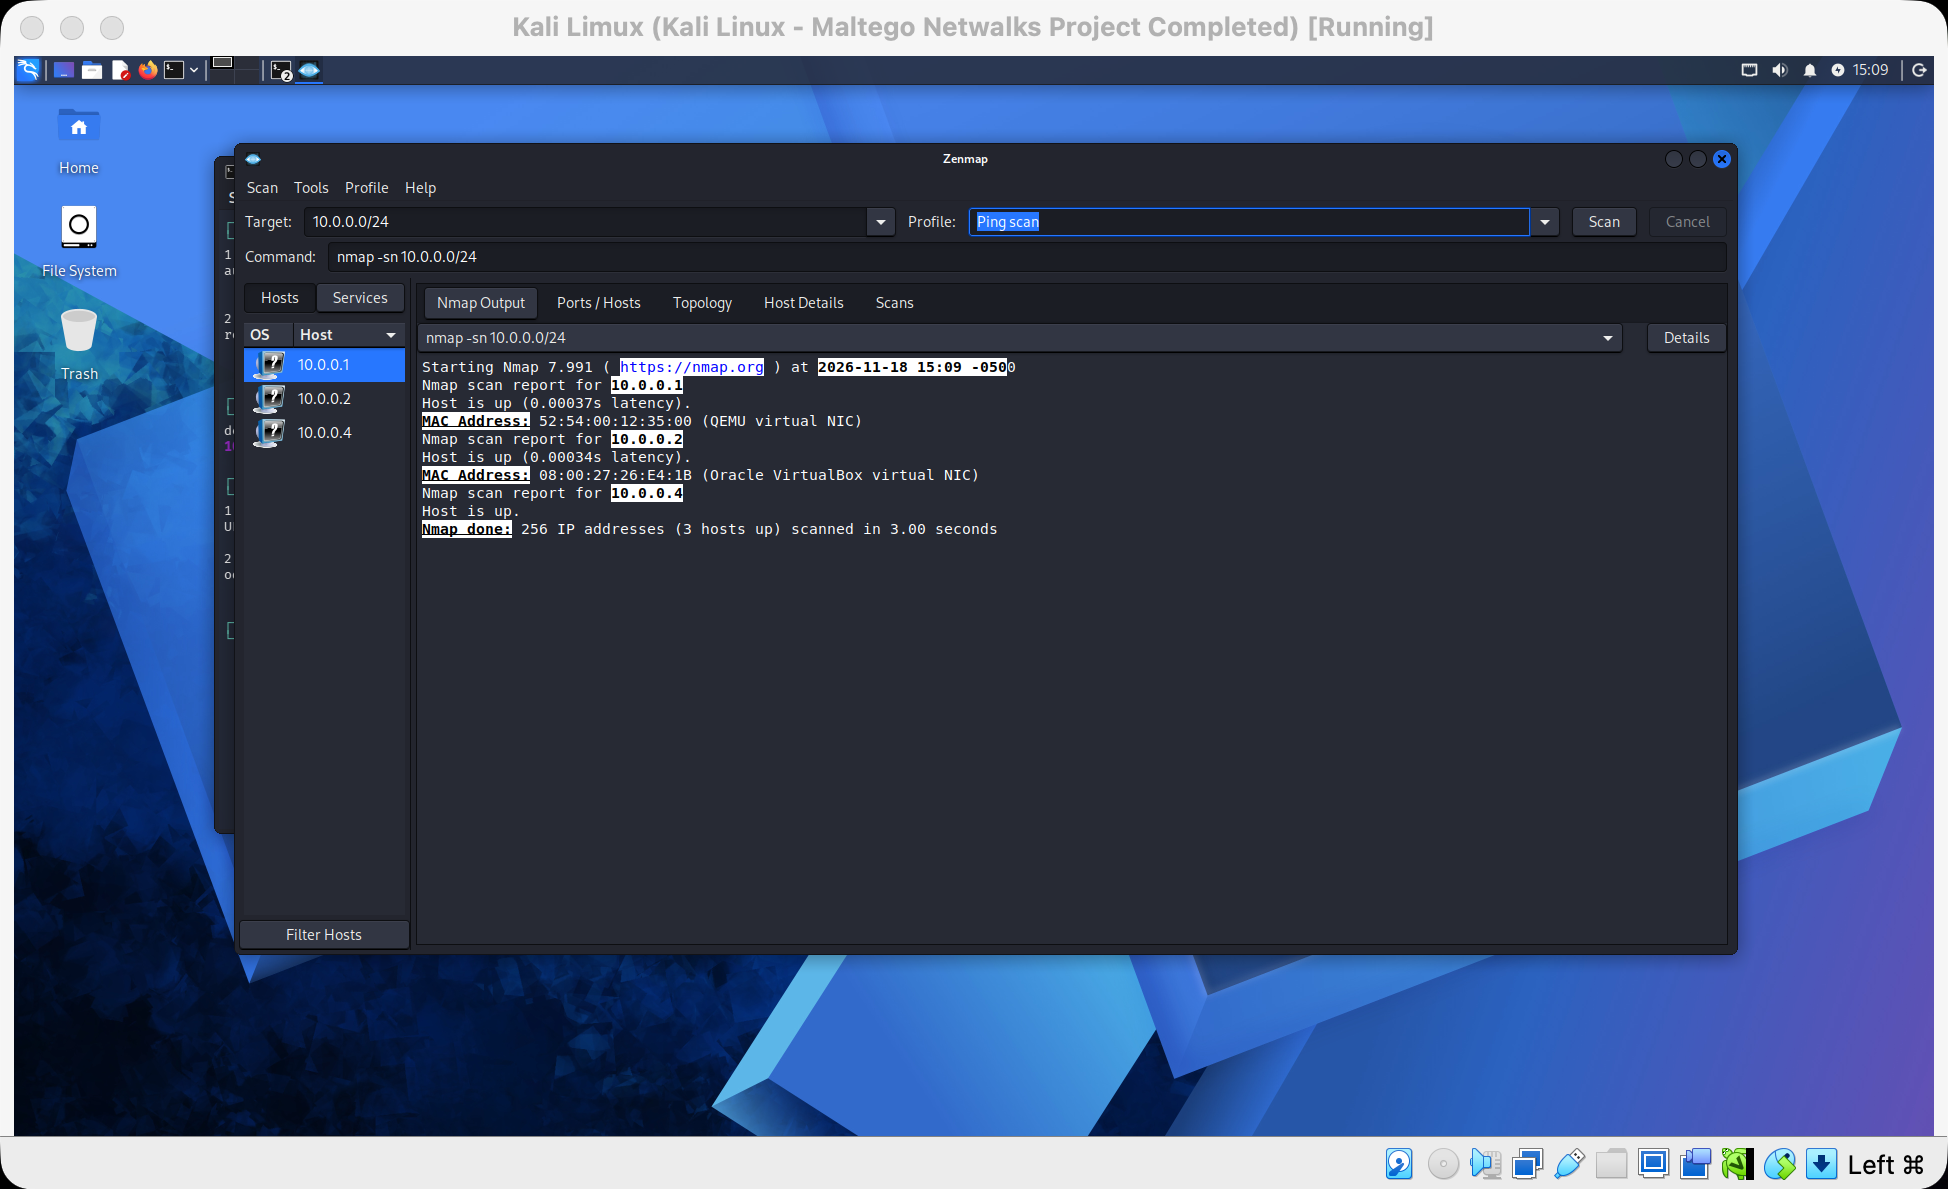 Kali Limux (Kali Linux - Maltego Netwalks Project Completed) [Running]
2
15:09
Home
File System
Trash
Zenmap
Scan Tools Profile Help
Target: 10.0.0.0/24 Profile: Ping scan Scan Cancel
Command: nmap -sn 10.0.0.0/24
Hosts Services
OS Host
10.0.0.1
10.0.0.2
10.0.0.4
Filter Hosts
Nmap Output Ports / Hosts Topology Host Details Scans
nmap -sn 10.0.0.0/24 Details
Starting Nmap 7.991 ( https://nmap.org ) at 2026-11-18 15:09 -0500
Nmap scan report for 10.0.0.1
Host is up (0.00037s latency).
MAC Address: 52:54:00:12:35:00 (QEMU virtual NIC)
Nmap scan report for 10.0.0.2
Host is up (0.00034s latency).
MAC Address: 08:00:27:26:E4:1B (Oracle VirtualBox virtual NIC)
Nmap scan report for 10.0.0.4
Host is up.
Nmap done: 256 IP addresses (3 hosts up) scanned in 3.00 seconds
Left ⌘